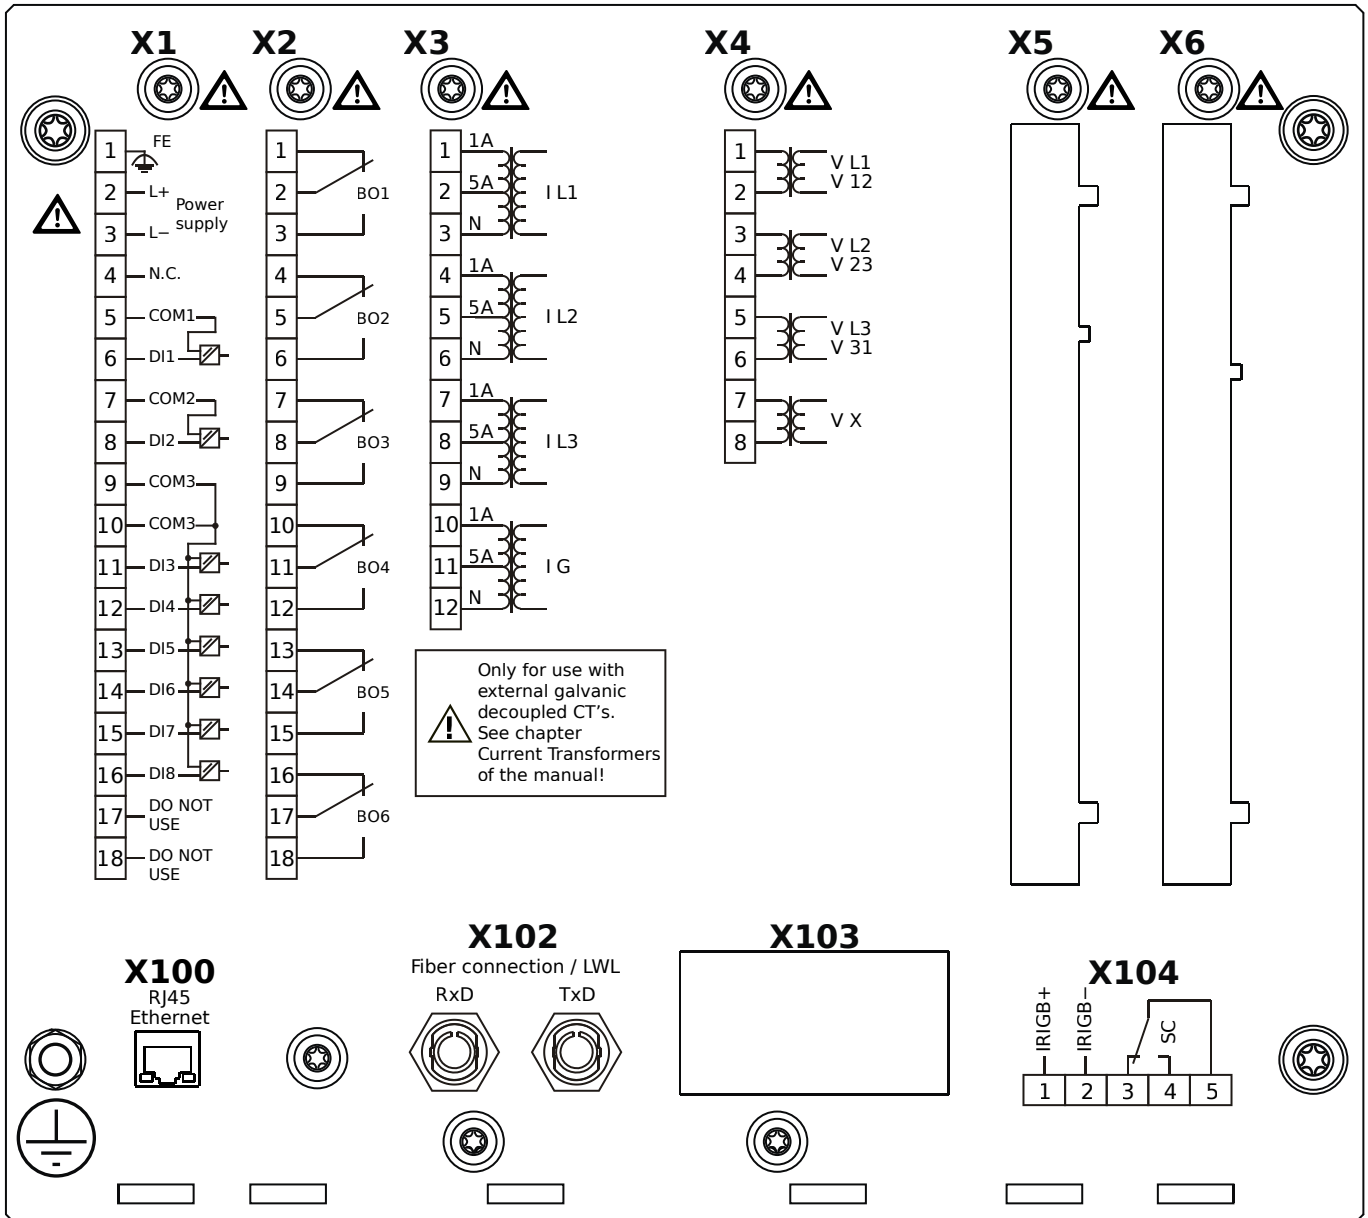 X1
X2
X3
X4
X5
X6
1 FE
2 L+
Power
supply
3 L−
4 N.C.
5 COM1
6 DI1
7 COM2
8 DI2
9 COM3
10 COM3
11 DI3
12 DI4
13 DI5
14 DI6
15 DI7
16 DI8
17 DO NOT
USE
18 DO NOT
USE
1
2 BO1
3
4
5 BO2
6
7
8 BO3
9
10
11 BO4
12
13
14 BO5
15
16
17 BO6
18
1 1A
2 5A I L1
3 N
4 1A
5 5A I L2
6 N
7 1A
8 5A I L3
9 N
10 1A
11 5A I G
12 N
1 V L1
2 V 12
3 V L2
4 V 23
5 V L3
6 V 31
7 V X
8
Only for use with
external galvanic
decoupled CT's.
See chapter
Current Transformers
of the manual!
X100
RJ45
Ethernet
X102
Fiber connection / LWL
RxD TxD
X103
X104
IRIGB+
IRIGB−
SC
1 2 3 4 5